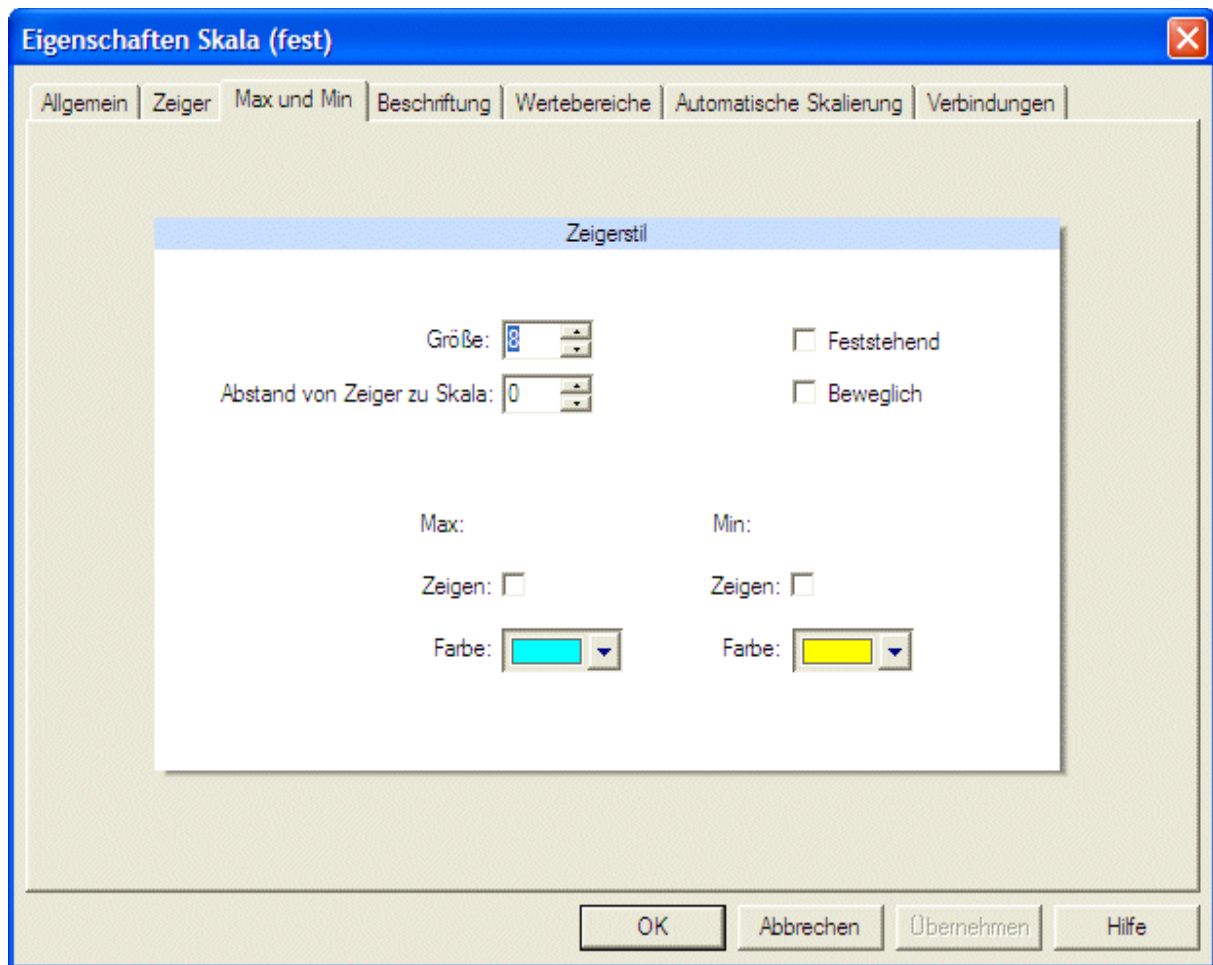 Eigenschaften Skala (fest)
Allgemein Zeiger Max und Min Beschriftung Wertebereiche Automatische Skalierung Verbindungen
Zeigerstil
Größe: 8 Feststehend
Abstand von Zeiger zu Skala: 0 Beweglich
Max: Min:
Zeigen: Zeigen:
Farbe: Farbe:
OK Abbrechen Übernehmen Hilfe